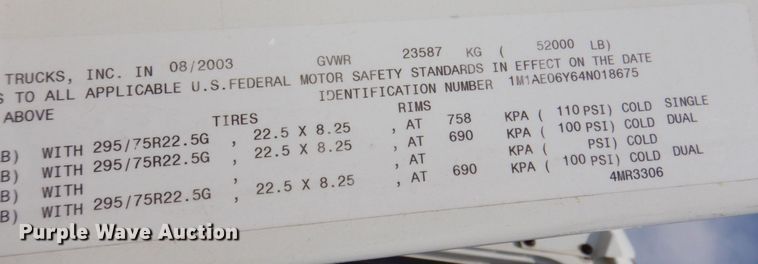 TRUCKS, INC. IN 08/2003 GVWR 23587 KG ( 52000 LB)
S TO ALL APPLICABLE U.S.FEDERAL MOTOR SAFETY STANDARDS IN EFFECT ON THE DATE
ABOVE IDENTIFICATION NUMBER 1M1AE06Y64N018675
TIRES RIMS
B) WITH 295/75R22.5G , 22.5 X 8.25 , AT 758 KPA ( 110 PSI) COLD SINGLE
B) WITH 295/75R22.5G , 22.5 X 8.25 , AT 690 KPA ( 100 PSI) COLD DUAL
B) WITH , , AT KPA ( PSI) COLD
B) WITH 295/75R22.5G , 22.5 X 8.25 , AT 690 KPA ( 100 PSI) COLD DUAL
4MR3306
Purple Wave Auction